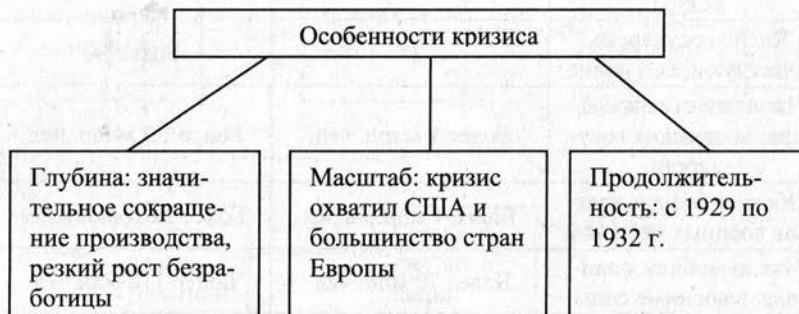 Особенности кризиса
Глубина: значи-
тельное сокраще-
ние производства,
резкий рост безра-
ботицы
Масштаб: кризис
охватил США и
большинство стран
Европы
Продолжитель-
ность: с 1929 по
1932 г.